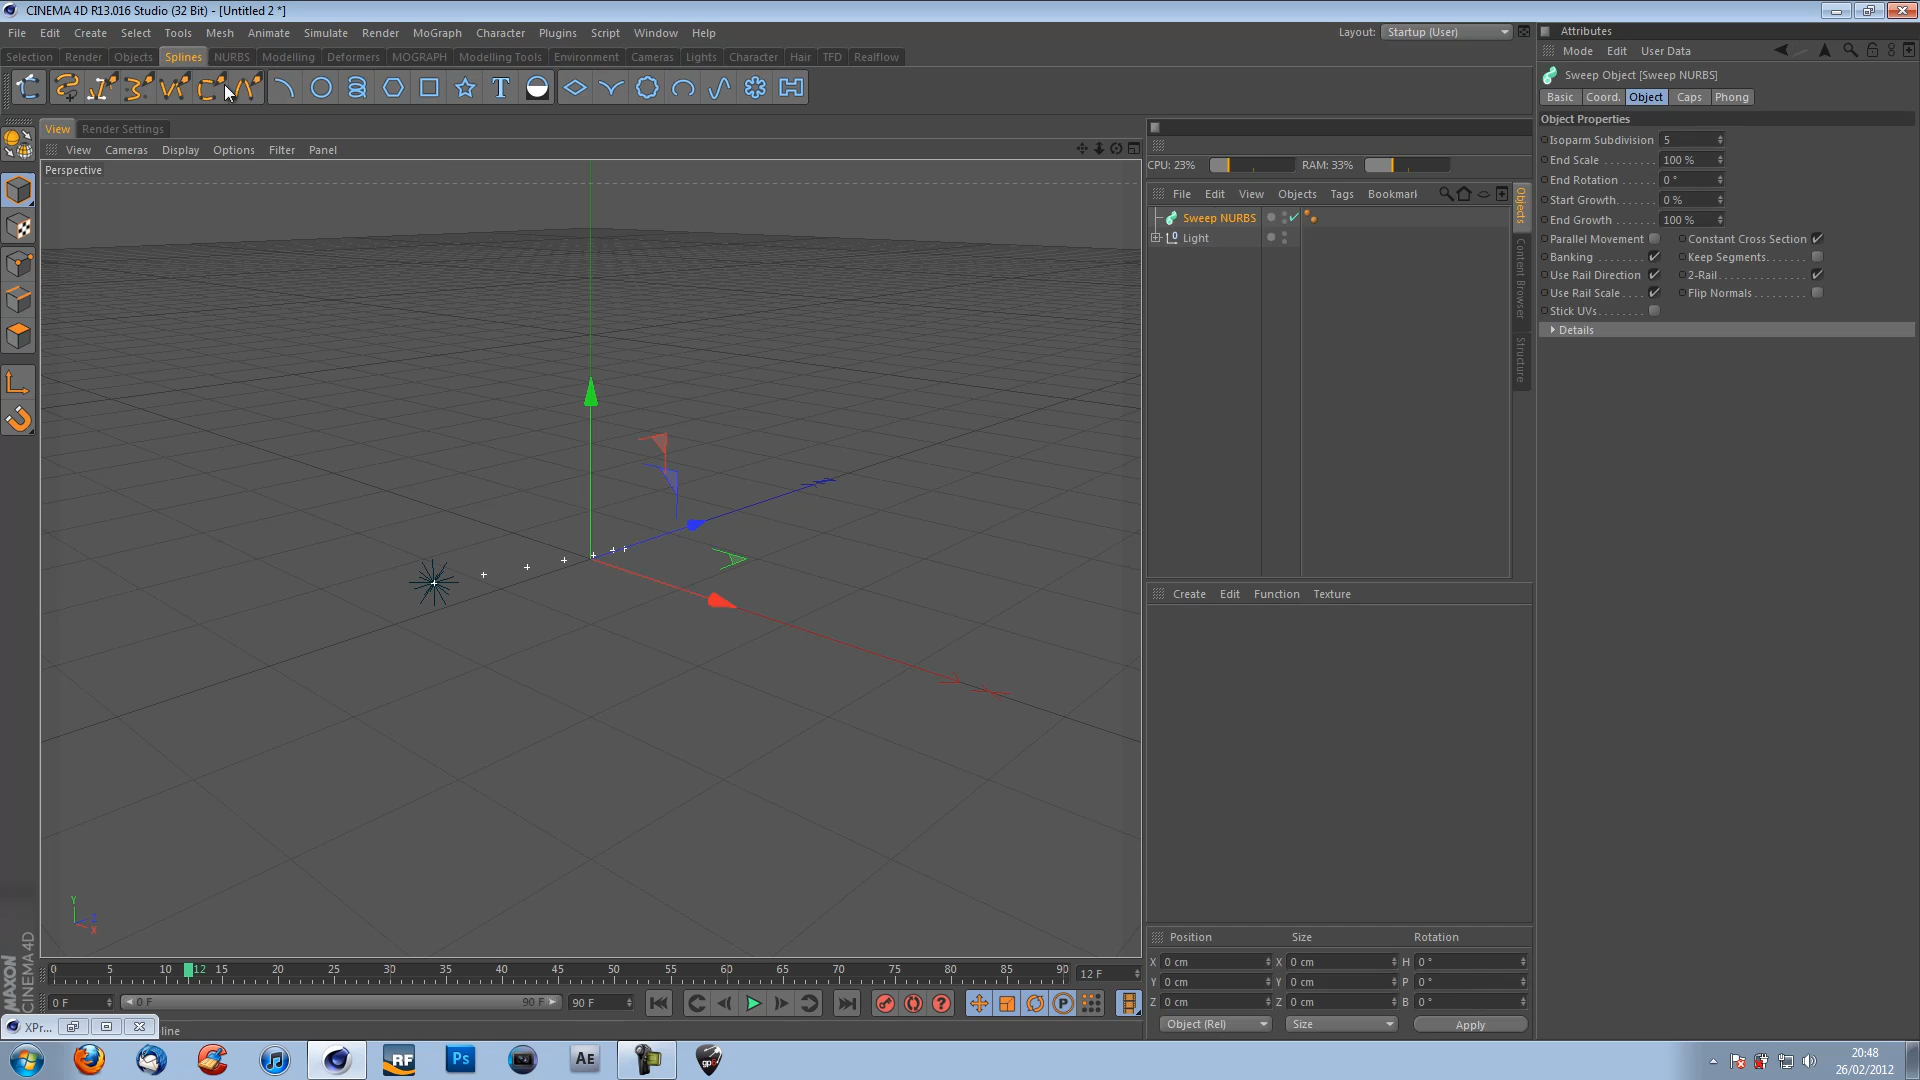 CINEMA 4D R13.016 Studio (32 Bit) - [Untitled 2 *]
File Edit Create Select Tools Mesh Animate Simulate Render MoGraph Character Plugins Script Window Help
Layout: Startup (User)
Selection Render Objects Splines NURBS Modelling Deformers MOGRAPH Modelling Tools Environment Cameras Lights Character Hair TFD Realflow
View Render Settings
View Cameras Display Options Filter Panel
Perspective
Y
Z
X
CPU: 23% RAM: 33%
File Edit View Objects Tags Bookmark
Sweep NURBS
Light
Objects
Content Browser
Structure
Create Edit Function Texture
Position Size Rotation
X 0 cm X 0 cm H 0 °
Y 0 cm Y 0 cm P 0 °
Z 0 cm Z 0 cm B 0 °
Object (Rel) Size Apply
Attributes
Mode Edit User Data
Sweep Object [Sweep NURBS]
Basic Coord. Object Caps Phong
Object Properties
Isoparm Subdivision 5
End Scale 100 %
End Rotation 0 °
Start Growth 0 %
End Growth 100 %
Parallel Movement Constant Cross Section
Banking Keep Segments
Use Rail Direction 2-Rail
Use Rail Scale Flip Normals
Stick UVs
Details
0 5 10 12 15 20 25 30 35 40 45 50 55 60 65 70 75 80 85 90 12 F
0 F 0 F 90 F 90 F
MAXON
CINEMA 4D
XPr... line
RF Ps Ae
20:48
26/02/2012